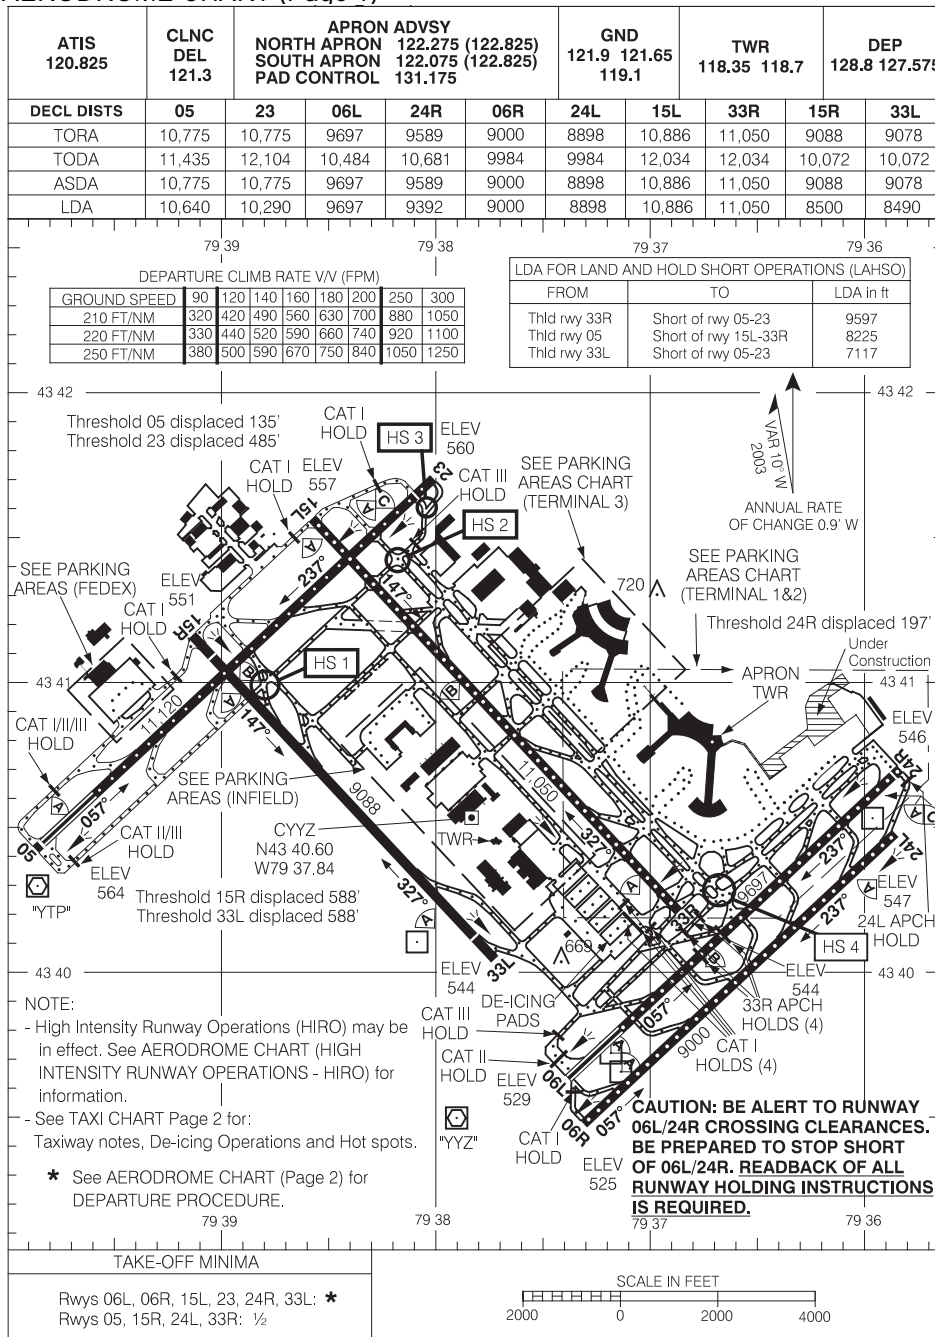 ATIS
120.825
CLNC
DEL
121.3
APRON ADVSY
NORTH APRON 122.275 (122.825)
SOUTH APRON 122.075 (122.825)
PAD CONTROL 131.175
GND
121.9 121.65
119.1
TWR
118.35 118.7
DEP
128.8 127.575
DECL DISTS 05 23 06L 24R 06R 24L 15L 33R 15R 33L
TORA 10,775 10,775 9697 9589 9000 8898 10,886 11,050 9088 9078
TODA 11,435 12,104 10,484 10,681 9984 9984 12,034 12,034 10,072 10,072
ASDA 10,775 10,775 9697 9589 9000 8898 10,886 11,050 9088 9078
LDA 10,640 10,290 9697 9392 9000 8898 10,886 11,050 8500 8490
79 39 79 38 79 37 79 36
DEPARTURE CLIMB RATE V/V (FPM)
GROUND SPEED 90 120 140 160 180 200 250 300
210 FT/NM 320 420 490 560 630 700 880 1050
220 FT/NM 330 440 520 590 660 740 920 1100
250 FT/NM 380 500 590 670 750 840 1050 1250
LDA FOR LAND AND HOLD SHORT OPERATIONS (LAHSO)
FROM TO LDA in ft
Thld rwy 33R Short of rwy 05-23 9597
Thld rwy 05 Short of rwy 15L-33R 8225
Thld rwy 33L Short of rwy 05-23 7117
43 42 43 42
Threshold 05 displaced 135'
Threshold 23 displaced 485'
CAT I
HOLD
HS 3
ELEV
560
23
VAR 10° W
2003
ANNUAL RATE
OF CHANGE 0.9' W
CAT I
HOLD
ELEV
557
15L
C
A
CAT III
HOLD
SEE PARKING
AREAS CHART
(TERMINAL 3)
HS 2
A
237°
147°
SEE PARKING
AREAS (FEDEX)
ELEV
551
CAT I
HOLD
15R
720
SEE PARKING
AREAS CHART
(TERMINAL 1&2)
Threshold 24R displaced 197'
Under
Construction
HS 1
B
A
B
43 41 43 41
APRON
TWR
ELEV
546
24R
CAT I/II/III
HOLD
11,120
147°
SEE PARKING
AREAS (INFIELD)
9088
11,050
A
057°
05
CAT II/III
HOLD
CYYZ
N43 40.60
W79 37.84
TWR
327°
237°
A
24L
"YTP"
ELEV
564
Threshold 15R displaced 588'
Threshold 33L displaced 588'
327°
A
A
9697
237°
A
ELEV
547
24L APCH
HOLD
33R
HS 4
33L
669
B
43 40 43 40
ELEV
544
ELEV
544
DE-ICING
PADS
057°
33R APCH
HOLDS (4)
9000
CAT III
HOLD
CAT I
HOLDS (4)
CAT II
HOLD
06L
ELEV
529
A
"YYZ"
CAT I
HOLD
06R
057°
ELEV
525
NOTE:
- High Intensity Runway Operations (HIRO) may be
in effect. See AERODROME CHART (HIGH
INTENSITY RUNWAY OPERATIONS - HIRO) for
information.
- See TAXI CHART Page 2 for:
Taxiway notes, De-icing Operations and Hot spots.
* See AERODROME CHART (Page 2) for
DEPARTURE PROCEDURE.
CAUTION: BE ALERT TO RUNWAY
06L/24R CROSSING CLEARANCES.
BE PREPARED TO STOP SHORT
OF 06L/24R. READBACK OF ALL
RUNWAY HOLDING INSTRUCTIONS
IS REQUIRED.
79 39 79 38 79 37 79 36
TAKE-OFF MINIMA
Rwys 06L, 06R, 15L, 23, 24R, 33L: *
Rwys 05, 15R, 24L, 33R: ½
SCALE IN FEET
2000 0 2000 4000